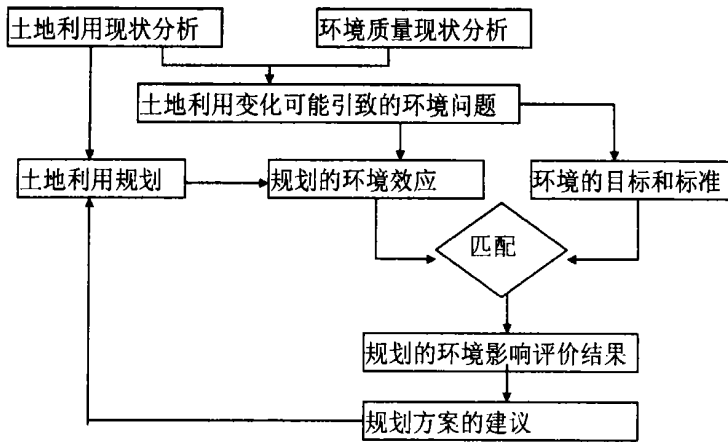 土地利用现状分析
环境质量现状分析
土地利用变化可能引致的环境问题
土地利用规划
规划的环境效应
环境的目标和标准
匹配
规划的环境影响评价结果
规划方案的建议